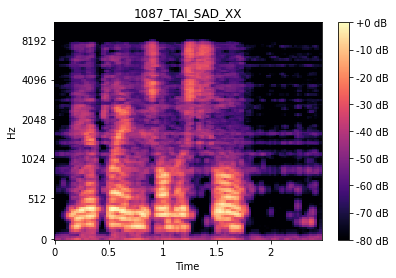 1087_TAI_SAD_XX
+0 dB
8192
-10 dB
4096
-20 dB
-30 dB
2048
Hz
-40 dB
1024
-50 dB
512
-60 dB
-70 dB
0
-80 dB
0 0.5 1 1.5 2
Time